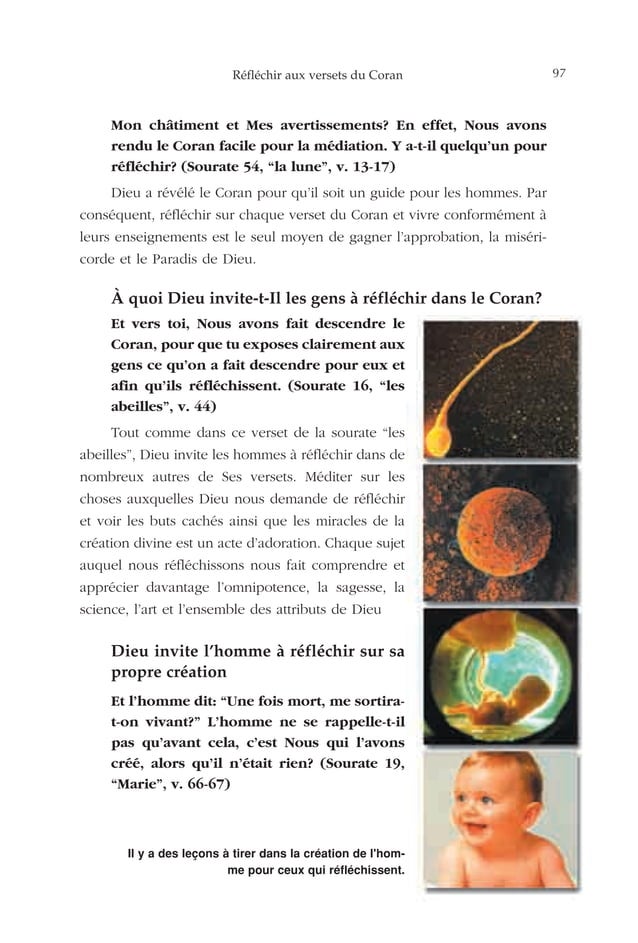 Réfléchir aux versets du Coran
97
Mon châtiment et Mes avertissements? En effet, Nous avons
rendu le Coran facile pour la médiation. Y a-t-il quelqu’un pour
réfléchir? (Sourate 54, “la lune”, v. 13-17)
Dieu a révélé le Coran pour qu’il soit un guide pour les hommes. Par
conséquent, réfléchir sur chaque verset du Coran et vivre conformément à
leurs enseignements est le seul moyen de gagner l’approbation, la miséri-
corde et le Paradis de Dieu.
À quoi Dieu invite-t-Il les gens à réfléchir dans le Coran?
Et vers toi, Nous avons fait descendre le
Coran, pour que tu exposes clairement aux
gens ce qu’on a fait descendre pour eux et
afin qu’ils réfléchissent. (Sourate 16, “les
abeilles”, v. 44)
Tout comme dans ce verset de la sourate “les
abeilles”, Dieu invite les hommes à réfléchir dans de
nombreux autres de Ses versets. Méditer sur les
choses auxquelles Dieu nous demande de réfléchir
et voir les buts cachés ainsi que les miracles de la
création divine est un acte d’adoration. Chaque sujet
auquel nous réfléchissons nous fait comprendre et
apprécier davantage l’omnipotence, la sagesse, la
science, l’art et l’ensemble des attributs de Dieu
Dieu invite l’homme à réfléchir sur sa
propre création
Et l’homme dit: “Une fois mort, me sortira-
t-on vivant?” L’homme ne se rappelle-t-il
pas qu’avant cela, c’est Nous qui l’avons
créé, alors qu’il n’était rien? (Sourate 19,
“Marie”, v. 66-67)
Il y a des leçons à tirer dans la création de l'hom-
me pour ceux qui réfléchissent.